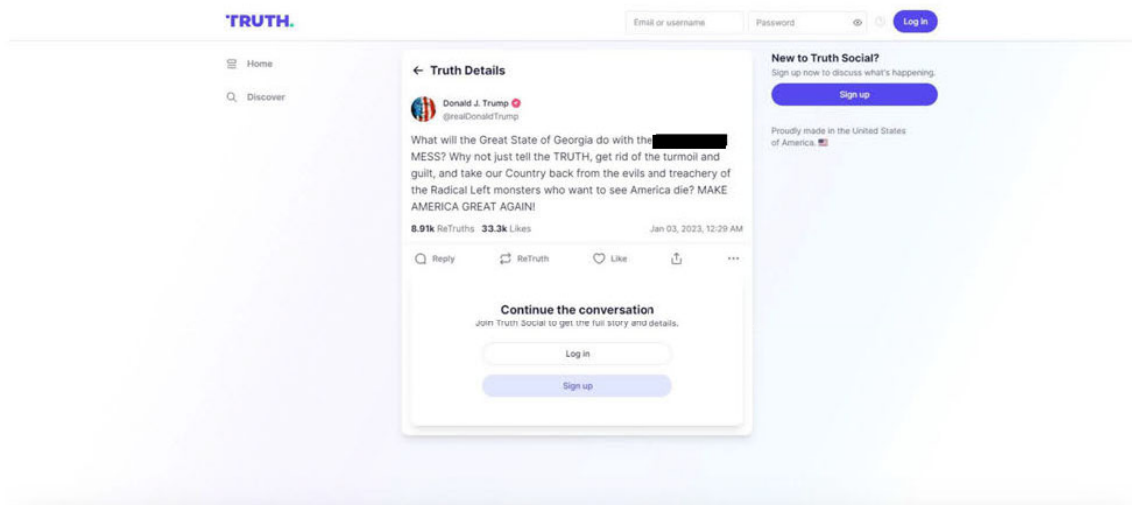 TRUTH.
Email or username
Password
Log in
Home
Discover
← Truth Details
Donald J. Trump
@realDonaldTrump
What will the Great State of Georgia do with the
MESS? Why not just tell the TRUTH, get rid of the turmoil and
guilt, and take our Country back from the evils and treachery of
the Radical Left monsters who want to see America die? MAKE
AMERICA GREAT AGAIN!
8.91k ReTruths 33.3k Likes
Jan 03, 2023, 12:29 AM
Reply
ReTruth
Like
Continue the conversation
Join Truth Social to get the full story and details.
Log in
Sign up
New to Truth Social?
Sign up now to discuss what's happening.
Sign up
Proudly made in the United States
of America.